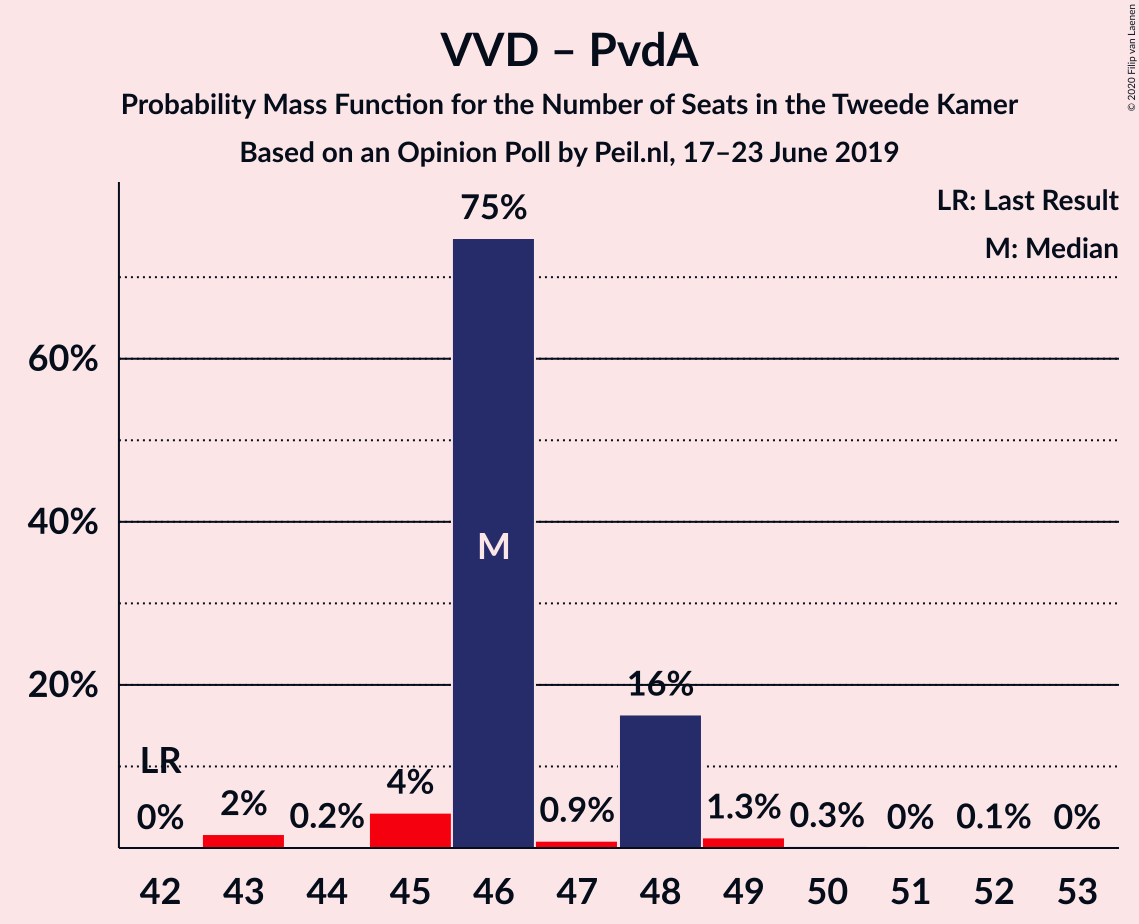 VVD – PvdA
Probability Mass Function for the Number of Seats in the Tweede Kamer
Based on an Opinion Poll by Peil.nl, 17–23 June 2019
© 2020 Filip van Laenen
LR: Last Result
M: Median
75%
60%
40%
M
20%
16%
LR
0%
2%
0.2%
4%
0.9%
1.3%
0.3%
0%
0.1%
0%
42 43 44 45 46 47 48 49 50 51 52 53